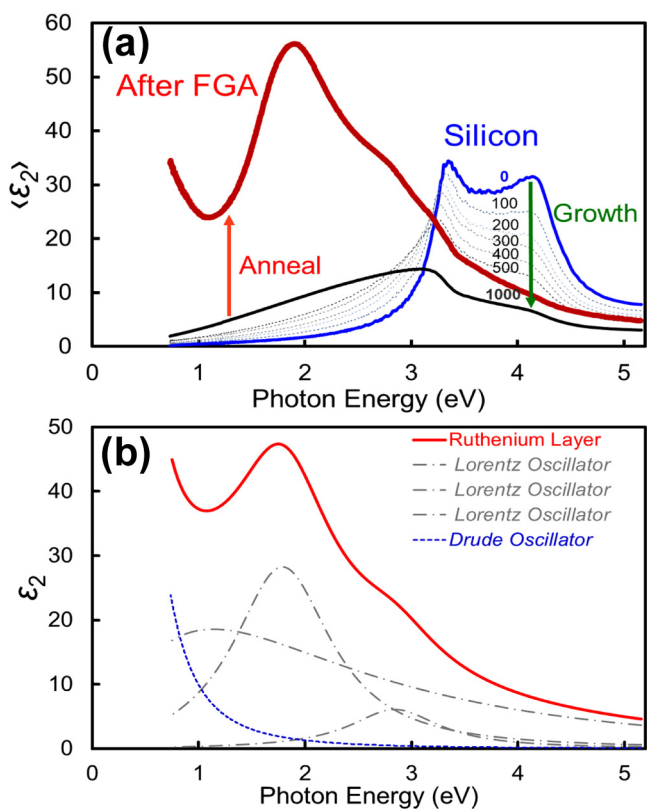 (a)
60
50
40
30
20
10
0
⟨ε2⟩
After FGA
Anneal
Silicon
0
100
200
300
400
500
1000
Growth
0 1 2 3 4 5
Photon Energy (eV)
(b)
50
40
30
20
10
0
ε2
Ruthenium Layer
Lorentz Oscillator
Lorentz Oscillator
Lorentz Oscillator
Drude Oscillator
0 1 2 3 4 5
Photon Energy (eV)